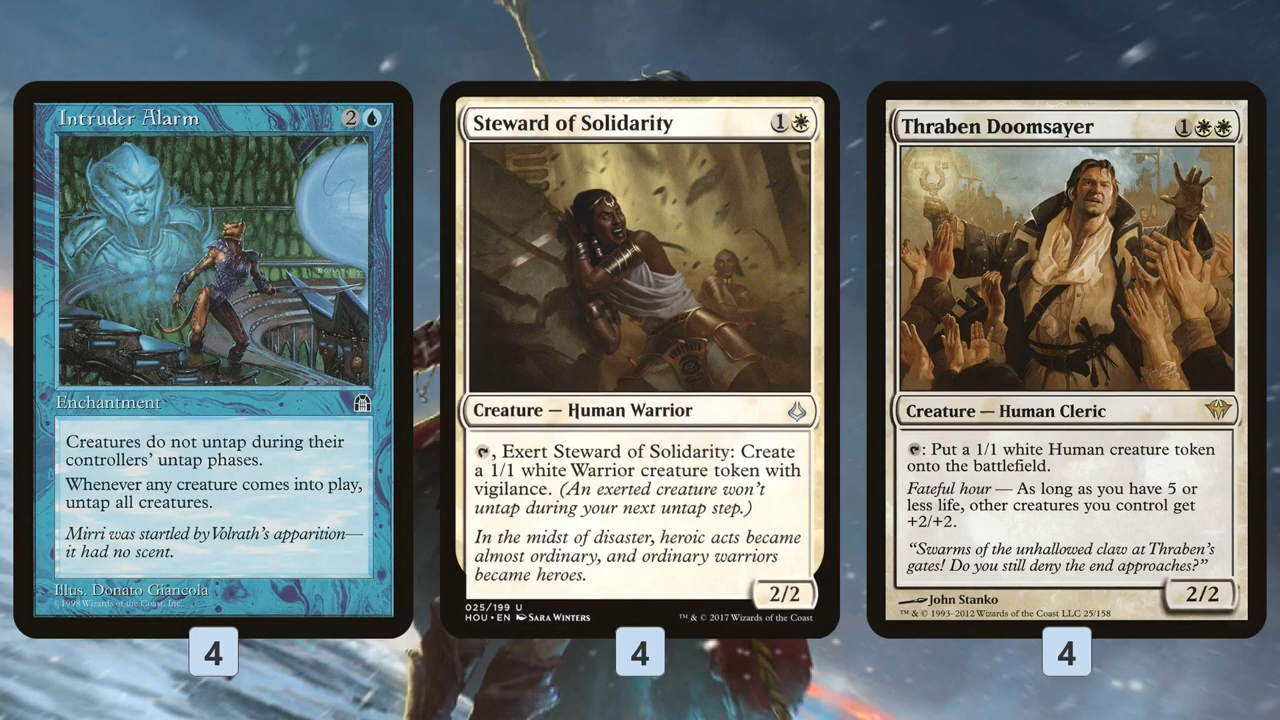 Intruder Alarm
2
Enchantment
Creatures do not untap during their
controllers' untap phases.
Whenever any creature comes into play,
untap all creatures.
Mirri was startled by Volrath's apparition—
it had no scent.
Illus. Donato Giancola
©1998 Wizards of the Coast, Inc.
4
Steward of Solidarity
1
Creature — Human Warrior
, Exert Steward of Solidarity: Create
a 1/1 white Warrior creature token with
vigilance. (An exerted creature won't
untap during your next untap step.)
In the midst of disaster, heroic acts became
almost ordinary, and ordinary warriors
became heroes.
2/2
025/199 U
HOU • EN Sara Winters
™ & © 2017 Wizards of the Coast
4
Thraben Doomsayer
1
Creature — Human Cleric
: Put a 1/1 white Human creature token
onto the battlefield.
Fateful hour — As long as you have 5 or
less life, other creatures you control get
+2/+2.
"Swarms of the unhallowed claw at Thraben's
gates! Do you still deny the end approaches?"
John Stanko
2/2
™ & © 1993–2012 Wizards of the Coast LLC 25/158
4